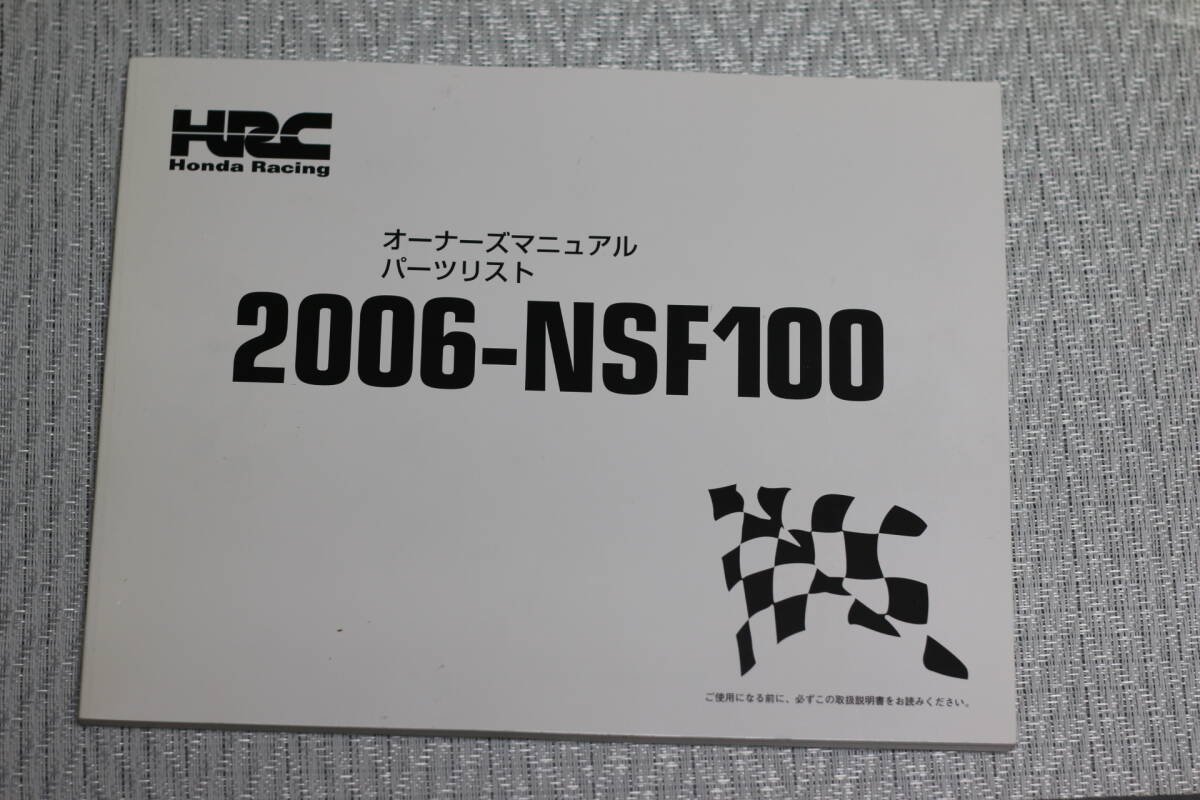 HRC
Honda Racing
オーナーズマニュアル
パーツリスト
2006-NSF100
ご使用になる前に、必ずこの取扱説明書をお読みください。